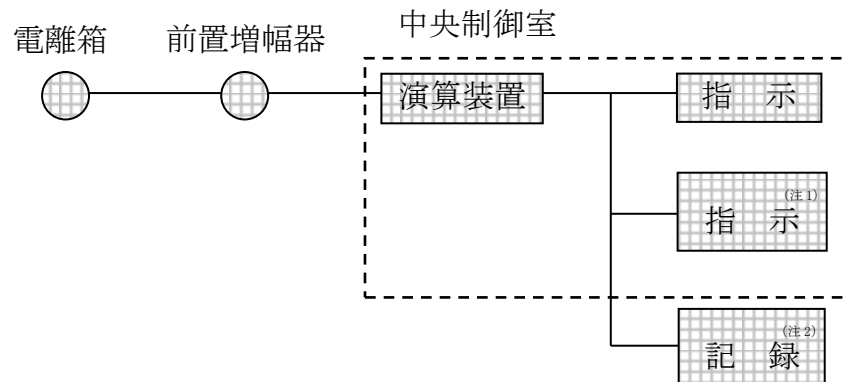 中央制御室
電離箱
前置増幅器
演算装置
指 示
(注1)
指 示
(注2)
記 録